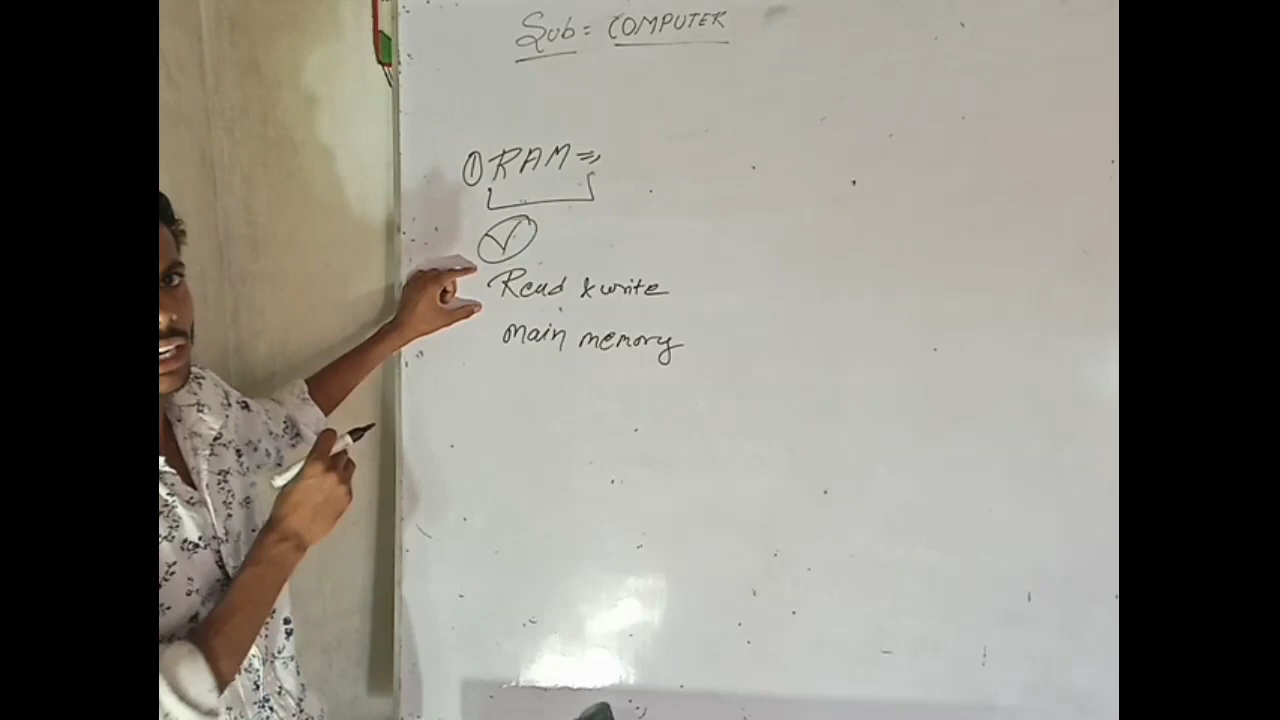 Sub = COMPUTER
① RAM =>
Read & write
main memory